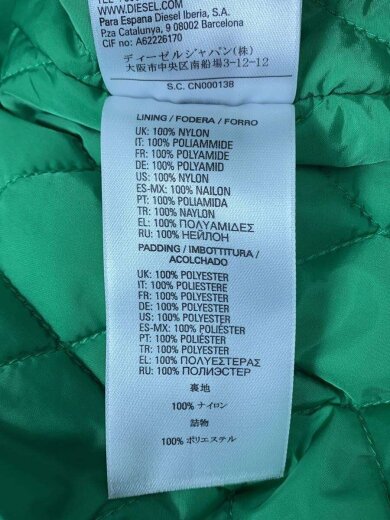 WWW.DIESEL.COM
Para Espana Diesel Iberia, S.A.
P.za Catalunya, 9 08002 Barcelona
CIF no: A62226170
ディーゼルジャパン(株)
大阪市中央区南船場3-12-12
S.C. CN00013B
LINING / FODERA / FORRO
UK: 100% NYLON
IT: 100% POLIAMMIDE
FR: 100% POLYAMIDE
DE: 100% POLYAMID
US: 100% NYLON
ES-MX: 100% NAILON
PT: 100% POLIAMIDA
TR: 100% NAYLON
EL: 100% ΠΟΛΥΑΜΙΔΕΣ
RU: 100% НЕЙЛОН
PADDING / IMBOTTITURA /
ACOLCHADO
UK: 100% POLYESTER
IT: 100% POLIESTERE
FR: 100% POLYESTER
DE: 100% POLYESTER
US: 100% POLYESTER
ES-MX: 100% POLIÉSTER
PT: 100% POLIÉSTER
TR: 100% POLYESTER
EL: 100% ΠΟΛΥΕΣΤΕΡΑΣ
RU: 100% ПОЛИЭСТЕР
裏地
100% ナイロン
詰物
100% ポリエステル